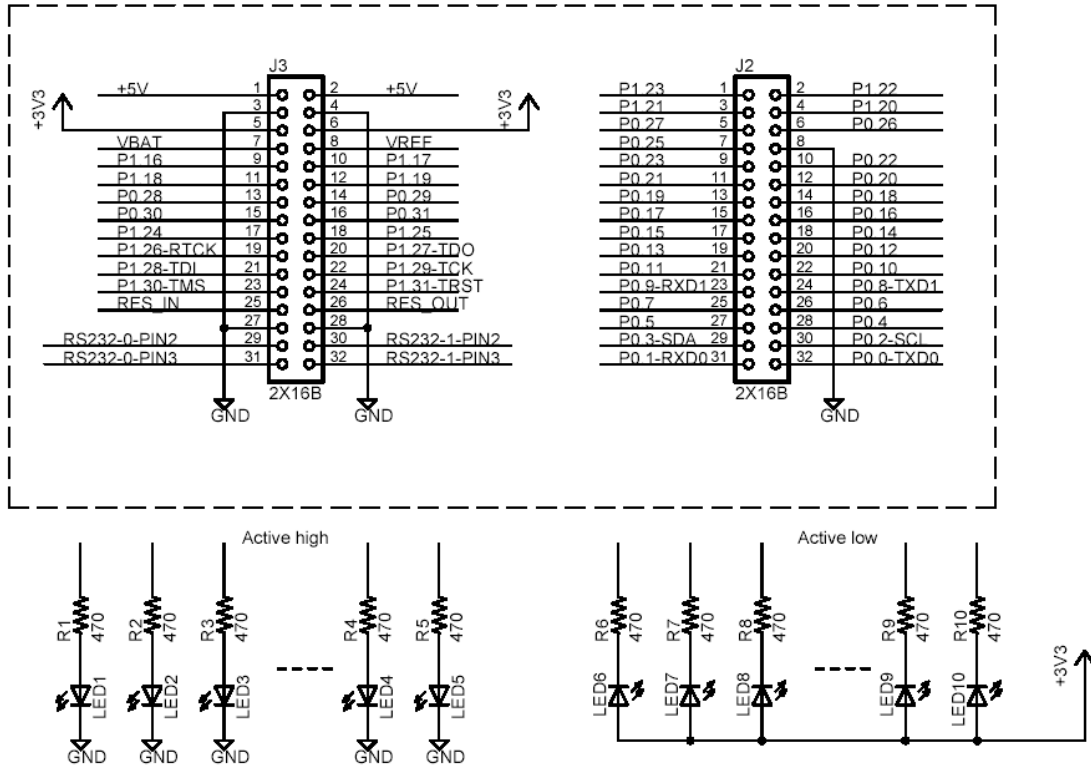 J3
J2
+3V3
+5V 1 2 +5V
3 4
+3V3
5 6
VBAT 7 8 VREF
P1.16 9 10 P1.17
P1.18 11 12 P1.19
P0.28 13 14 P0.29
P0.30 15 16 P0.31
P1.24 17 18 P1.25
P1.26-RTCK 19 20 P1.27-TDO
P1.28-TDI 21 22 P1.29-TCK
P1.30-TMS 23 24 P1.31-TRST
RES_IN 25 26 RES_OUT
27 28
RS232-0-PIN2 29 30 RS232-1-PIN2
RS232-0-PIN3 31 32 RS232-1-PIN3
2X16B
GND GND
P1.23 1 2 P1.22
P1.21 3 4 P1.20
P0.27 5 6 P0.26
P0.25 7 8
P0.23 9 10 P0.22
P0.21 11 12 P0.20
P0.19 13 14 P0.18
P0.17 15 16 P0.16
P0.15 17 18 P0.14
P0.13 19 20 P0.12
P0.11 21 22 P0.10
P0.9-RXD1 23 24 P0.8-TXD1
P0.7 25 26 P0.6
P0.5 27 28 P0.4
P0.3-SDA 29 30 P0.2-SCL
P0.1-RXD0 31 32 P0.0-TXD0
2X16B
GND
Active high
Active low
R1 470 R2 470 R3 470 R4 470 R5 470
LED1 LED2 LED3 LED4 LED5
GND GND GND GND GND
R6 470 R7 470 R8 470 R9 470 R10 470
LED6 LED7 LED8 LED9 LED10
+3V3